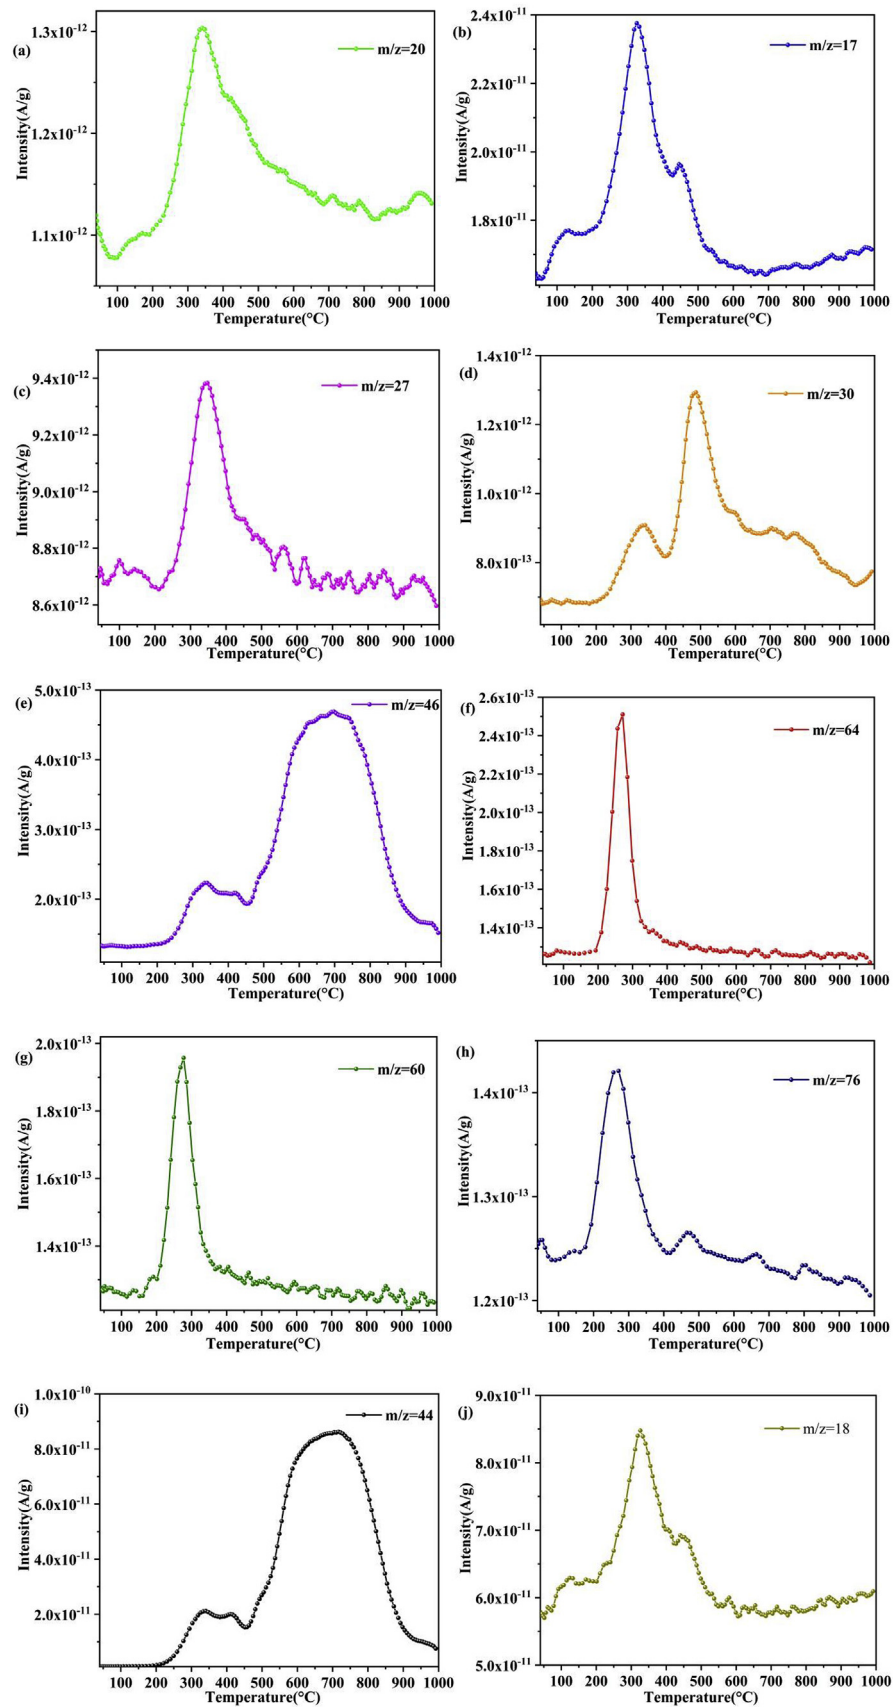 (a)
m/z=20
1.3x10⁻¹²
1.2x10⁻¹²
1.1x10⁻¹²
Intensity(A/g)
100 200 300 400 500 600 700 800 900 1000
Temperature(°C)
(b)
m/z=17
2.4x10⁻¹¹
2.2x10⁻¹¹
2.0x10⁻¹¹
1.8x10⁻¹¹
Intensity(A/g)
100 200 300 400 500 600 700 800 900 1000
Temperature(°C)
(c)
m/z=27
9.4x10⁻¹²
9.2x10⁻¹²
9.0x10⁻¹²
8.8x10⁻¹²
8.6x10⁻¹²
Intensity(A/g)
100 200 300 400 500 600 700 800 900 1000
Temperature(°C)
(d)
m/z=30
1.4x10⁻¹²
1.2x10⁻¹²
1.0x10⁻¹²
8.0x10⁻¹³
Intensity(A/g)
100 200 300 400 500 600 700 800 900 1000
Temperature(°C)
(e)
m/z=46
5.0x10⁻¹³
4.0x10⁻¹³
3.0x10⁻¹³
2.0x10⁻¹³
Intensity(A/g)
100 200 300 400 500 600 700 800 900 1000
Temperature(°C)
(f)
m/z=64
2.6x10⁻¹³
2.4x10⁻¹³
2.2x10⁻¹³
2.0x10⁻¹³
1.8x10⁻¹³
1.6x10⁻¹³
1.4x10⁻¹³
Intensity(A/g)
100 200 300 400 500 600 700 800 900 1000
Temperature(°C)
(g)
m/z=60
2.0x10⁻¹³
1.8x10⁻¹³
1.6x10⁻¹³
1.4x10⁻¹³
Intensity(A/g)
100 200 300 400 500 600 700 800 900 1000
Temperature(°C)
(h)
m/z=76
1.4x10⁻¹³
1.3x10⁻¹³
1.2x10⁻¹³
Intensity(A/g)
100 200 300 400 500 600 700 800 900 1000
Temperature(°C)
(i)
m/z=44
1.0x10⁻¹⁰
8.0x10⁻¹¹
6.0x10⁻¹¹
4.0x10⁻¹¹
2.0x10⁻¹¹
Intensity(A/g)
100 200 300 400 500 600 700 800 900 1000
Temperature(°C)
(j)
m/z=18
9.0x10⁻¹¹
8.0x10⁻¹¹
7.0x10⁻¹¹
6.0x10⁻¹¹
5.0x10⁻¹¹
Intensity(A/g)
100 200 300 400 500 600 700 800 900 1000
Temperature(°C)